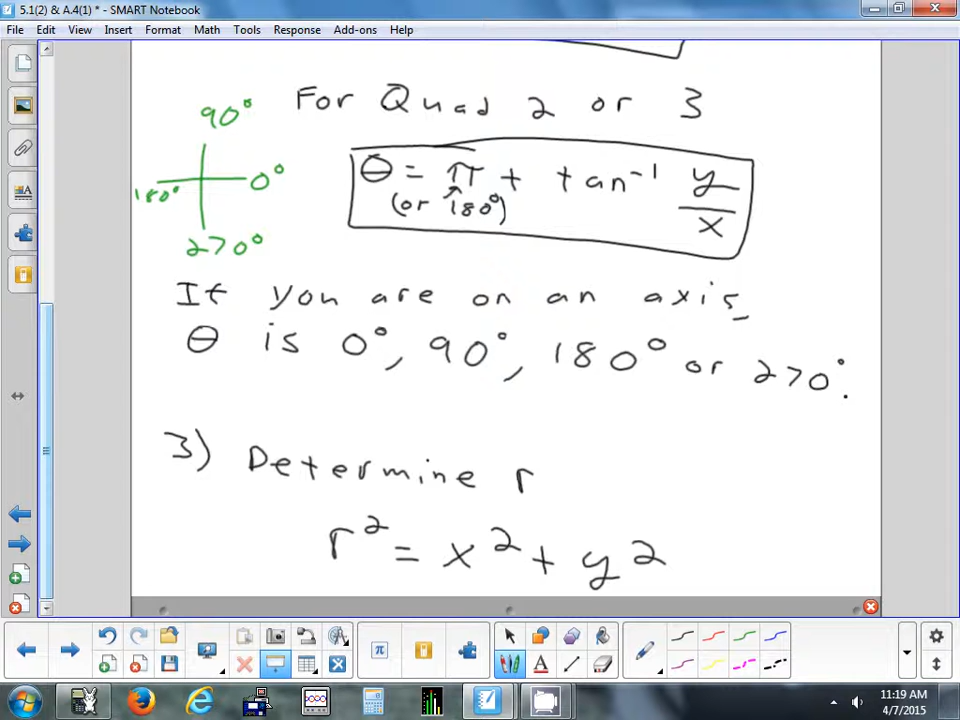 5.1(2) & A.4(1) * - SMART Notebook
File Edit View Insert Format Math Tools Response Add-ons Help
For Quad 2 or 3
90°
180° 0°
270°
θ = π + tan⁻¹ y/x
(or 180°)
If you are on an axis,
θ is 0°, 90°, 180° or 270°.
3) Determine r
r² = x² + y²
11:19 AM
4/7/2015